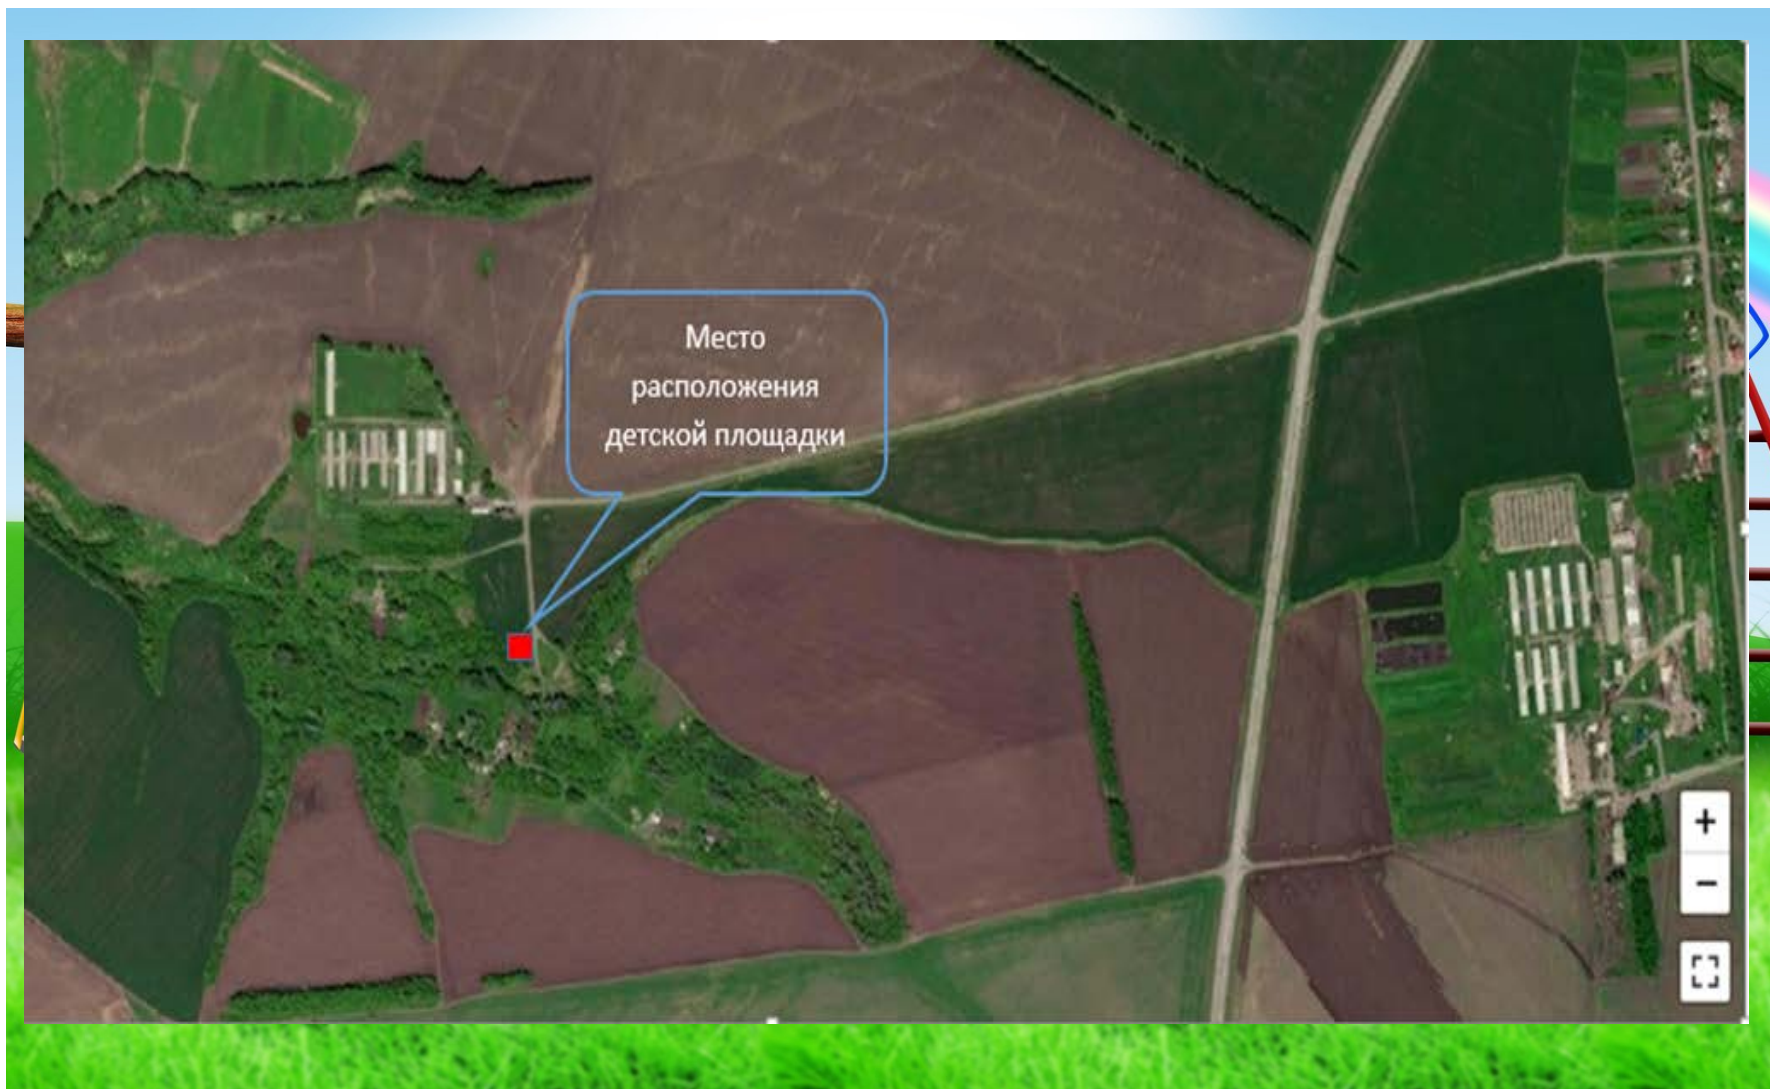 Место
расположения
детской площадки
+
−